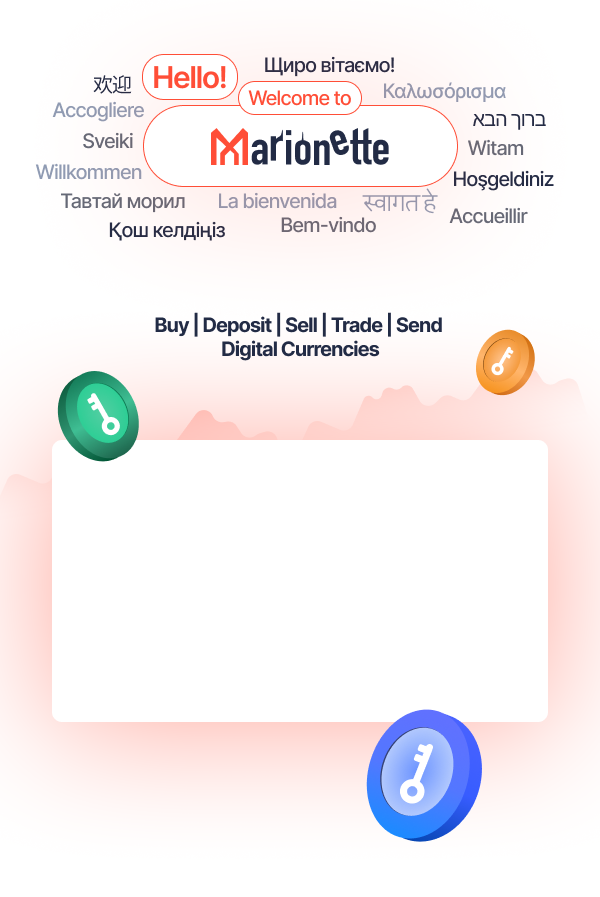 Щиро вітаємо!
欢迎
Hello!
Welcome to
Καλωσόρισμα
Accogliere
ברוך הבא
Sveiki
Marionette
Witam
Willkommen
Hoşgeldiniz
Тавтай морил
La bienvenida
स्वागत हे
Accueillir
Қош келдіңіз
Bem-vindo
Buy | Deposit | Sell | Trade | Send
Digital Currencies